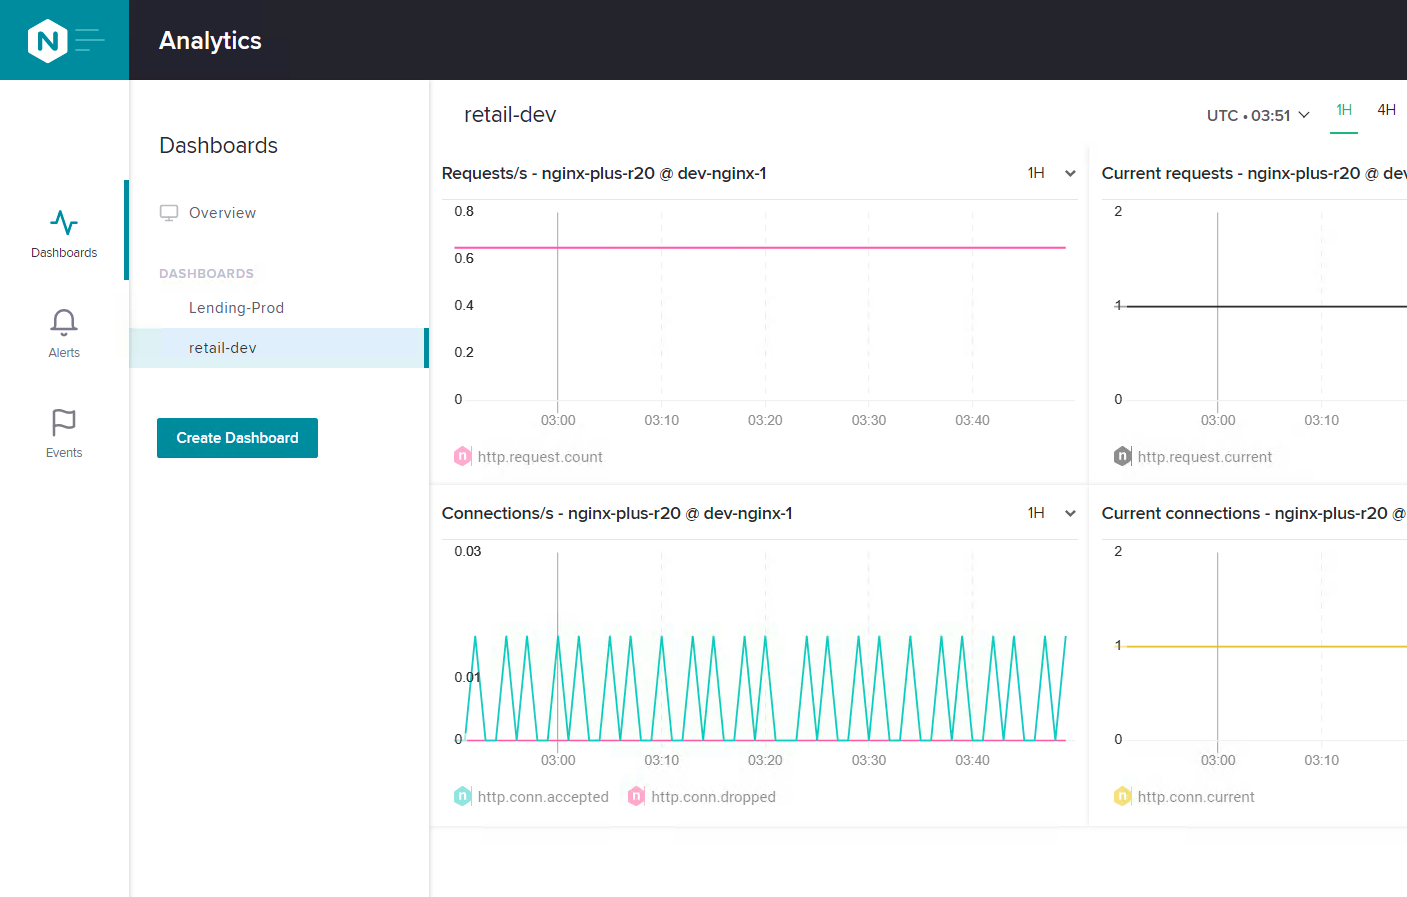 N
Analytics
Dashboards
Alerts
Events
Dashboards
Overview
DASHBOARDS
Lending-Prod
retail-dev
Create Dashboard
retail-dev
UTC • 03:51
1H 4H
Requests/s - nginx-plus-r20 @ dev-nginx-1
1H
0.8
0.6
0.4
0.2
0
03:00 03:10 03:20 03:30 03:40
n http.request.count
Current requests - nginx-plus-r20 @ dev
2
1
0
03:00 03:10
n http.request.current
Connections/s - nginx-plus-r20 @ dev-nginx-1
1H
0.03
0.01
0
03:00 03:10 03:20 03:30 03:40
n http.conn.accepted n http.conn.dropped
Current connections - nginx-plus-r20 @
2
1
0
03:00 03:10
n http.conn.current